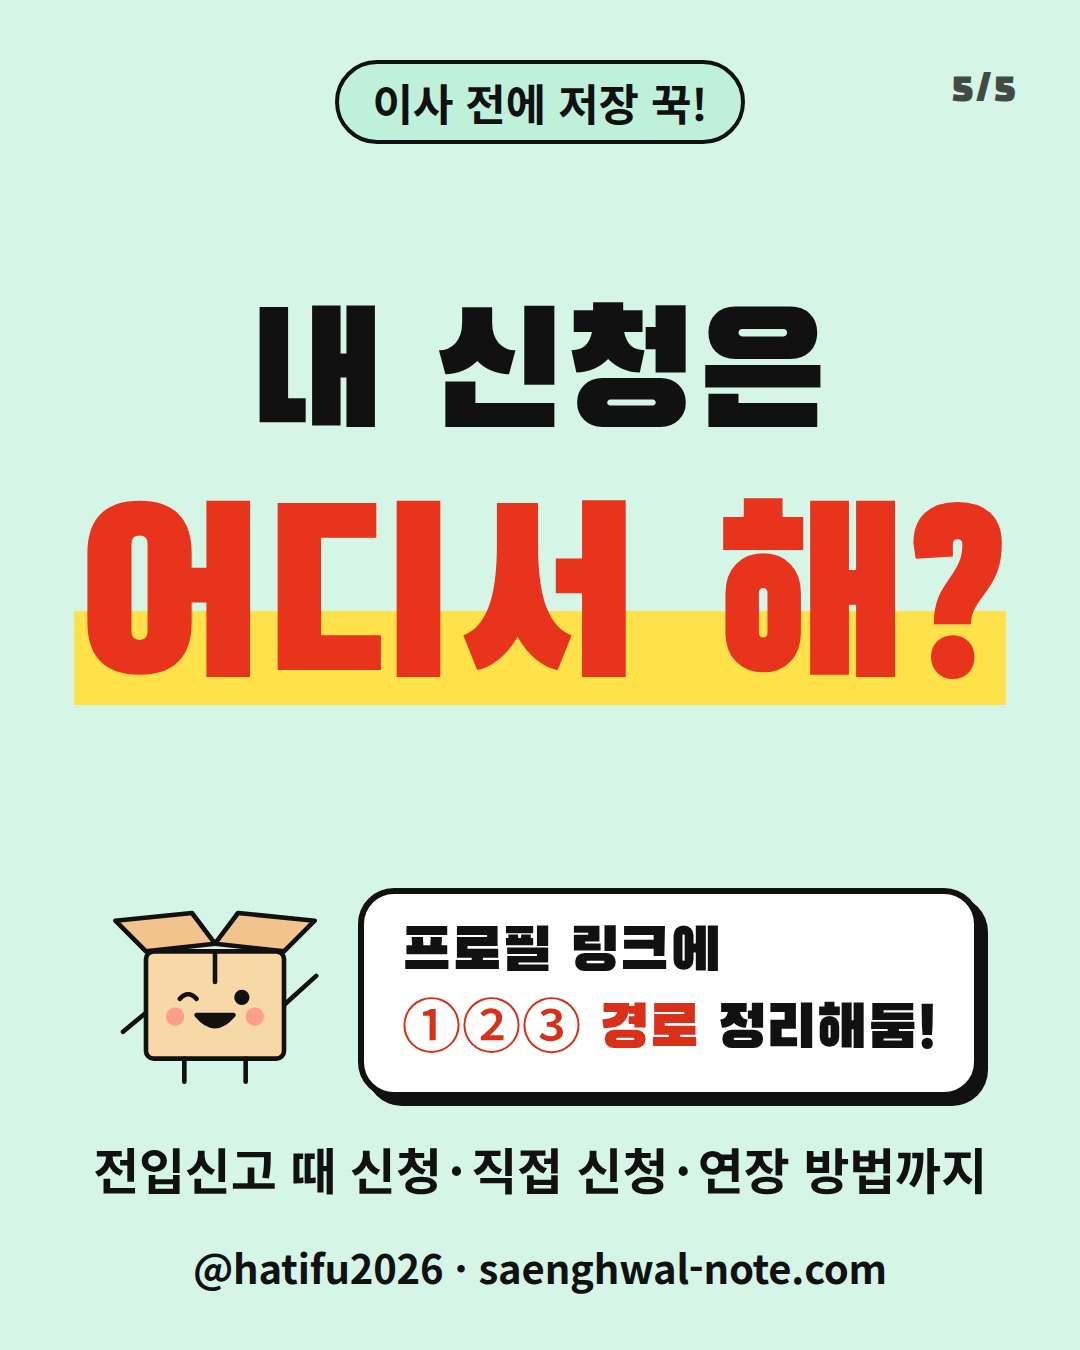 이사 전에 저장 꾹!
5/5
내 신청은
어디서 해?
프로필 링크에
①②③ 경로 정리해둠!
전입신고 때 신청·직접 신청·연장 방법까지
@hatifu2026 · saenghwal-note.com